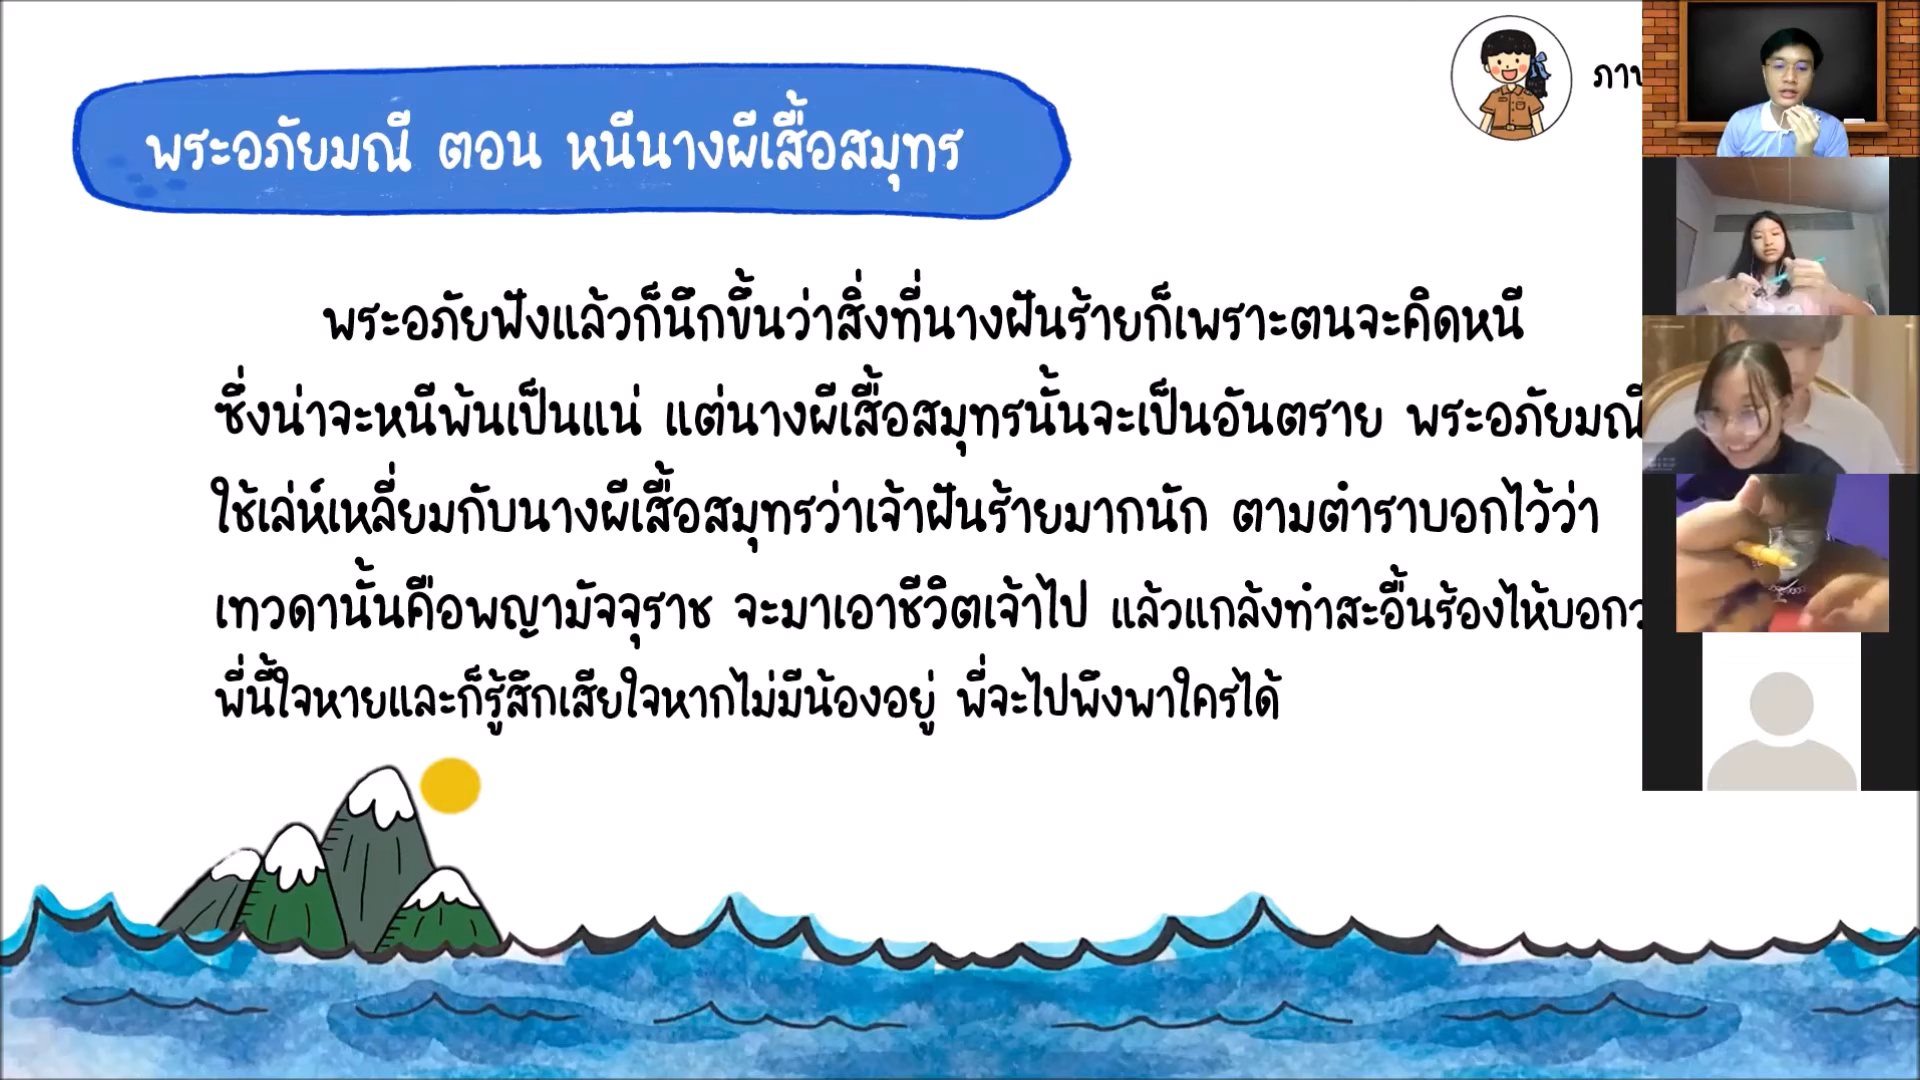 พระอภัยมณี ตอน หนีนางผีเสื้อสมุทร
พระอภัยฟังแล้วก็นึกขึ้นว่าสิ่งที่นางฝันร้ายก็เพราะตนจะคิดหนี
ซึ่งน่าจะหนีพ้นเป็นแน่ แต่นางผีเสื้อสมุทรนั้นจะเป็นอันตราย พระอภัยมณี
ใช้เล่ห์เหลี่ยมกับนางผีเสื้อสมุทรว่าเจ้าฝันร้ายมากนัก ตามตำราบอกไว้ว่า
เทวดานั้นคือพญามัจจุราช จะมาเอาชีวิตเจ้าไป แล้วแกล้งทำสะอื้นร้องไห้บอก
พี่นี้ใจหายและก็รู้สึกเสียใจหากไม่มีน้องอยู่ พี่จะไปพึงพาใครได้